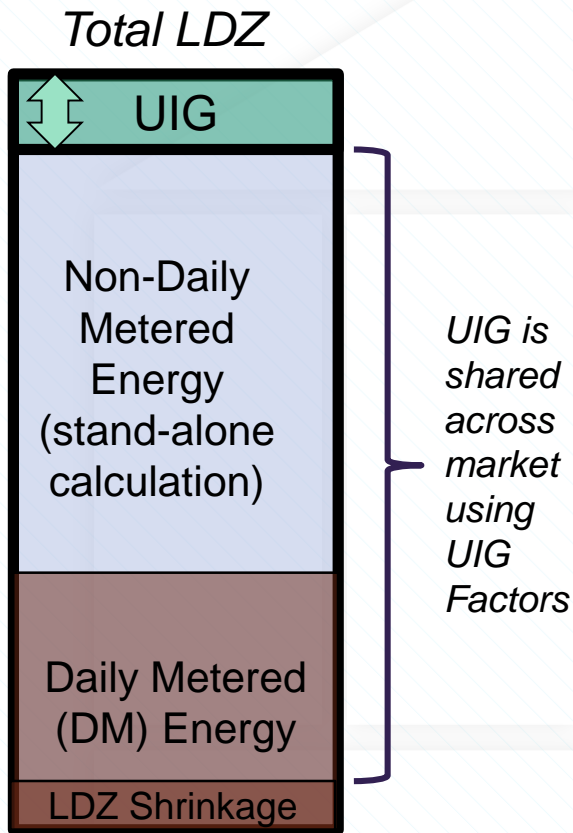 Total LDZ
UIG
Non-Daily
Metered
Energy
(stand-alone
calculation)
UIG is
shared
across
market
using
UIG
Factors
Daily Metered
(DM) Energy
LDZ Shrinkage